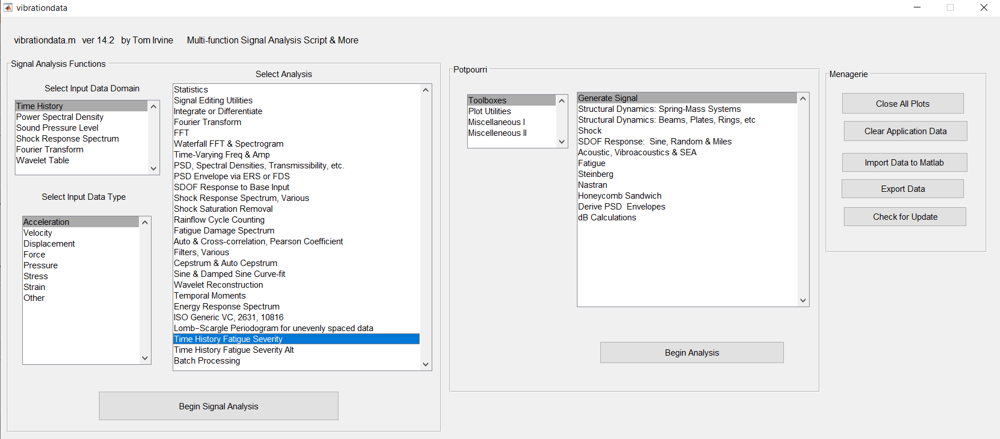 vibrationdata
vibrationdata.m ver 14.2 by Tom Irvine Multi-function Signal Analysis Script & More
Signal Analysis Functions
Select Input Data Domain
Time History
Power Spectral Density
Sound Pressure Level
Shock Response Spectrum
Fourier Transform
Wavelet Table
Select Input Data Type
Acceleration
Velocity
Displacement
Force
Pressure
Stress
Strain
Other
Select Analysis
Statistics
Signal Editing Utilities
Integrate or Differentiate
Fourier Transform
FFT
Waterfall FFT & Spectrogram
Time-Varying Freq & Amp
PSD, Spectral Densities, Transmissibility, etc.
PSD Envelope via ERS or FDS
SDOF Response to Base Input
Shock Response Spectrum, Various
Shock Saturation Removal
Rainflow Cycle Counting
Fatigue Damage Spectrum
Auto & Cross-correlation, Pearson Coefficient
Filters, Various
Cepstrum & Auto Cepstrum
Sine & Damped Sine Curve-fit
Wavelet Reconstruction
Temporal Moments
Energy Response Spectrum
ISO Generic VC, 2631, 10816
Lomb–Scargle Periodogram for unevenly spaced data
Time History Fatigue Severity
Time History Fatigue Severity Alt
Batch Processing
Begin Signal Analysis
Potpourri
Toolboxes
Plot Utilities
Miscellaneous I
Miscelleneous II
Generate Signal
Structural Dynamics: Spring-Mass Systems
Structural Dynamics: Beams, Plates, Rings, etc
Shock
SDOF Response: Sine, Random & Miles
Acoustic, Vibroacoustics & SEA
Fatigue
Steinberg
Nastran
Honeycomb Sandwich
Derive PSD Envelopes
dB Calculations
Begin Analysis
Menagerie
Close All Plots
Clear Application Data
Import Data to Matlab
Export Data
Check for Update